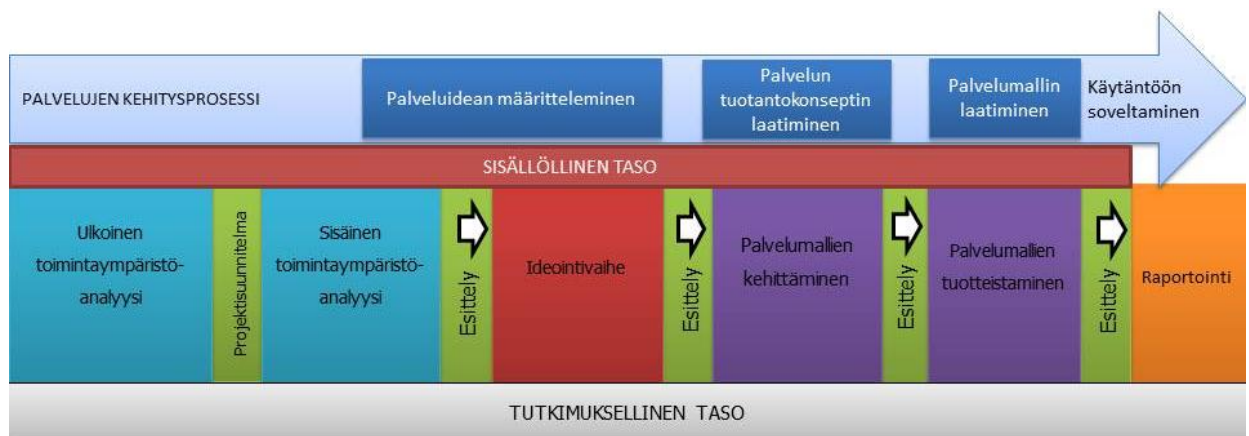 PALVELUJEN KEHITYSPROSESSI
Palveluidean määritteleminen
Palvelun
tuotantokonseptin
laatiminen
Palvelumallin
laatiminen
Käytäntöön
soveltaminen
SISÄLLÖLLINEN TASO
Ulkoinen
toimintaympäristö-
analyysi
Projektisuunnitelma
Sisäinen
toimintaympäristö-
analyysi
Esittely
Ideointivaihe
Esittely
Palvelumallien
kehittäminen
Esittely
Palvelumallien
tuotteistaminen
Esittely
Raportointi
TUTKIMUKSELLINEN TASO